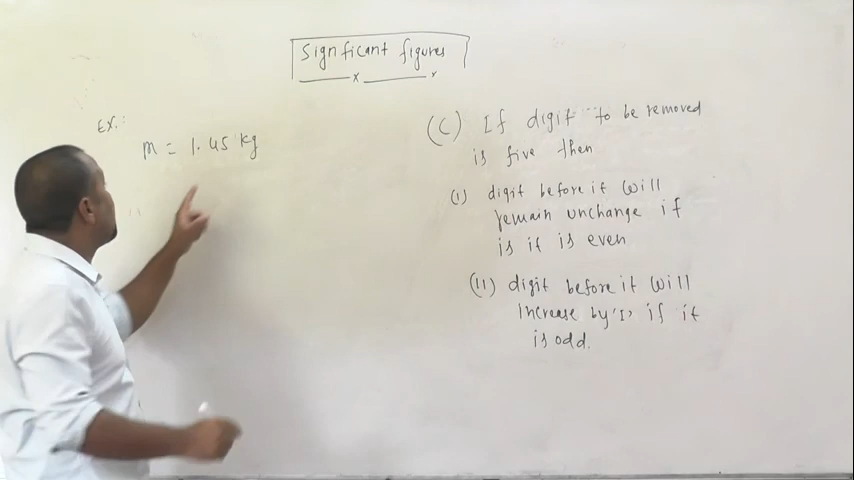 Significant figures
Ex.:
m = 1.45 kg
(C) If digit to be removed
is five then
(I) digit before it will
remain unchange if
is it is even
(II) digit before it will
increase by '1' if it
is odd.